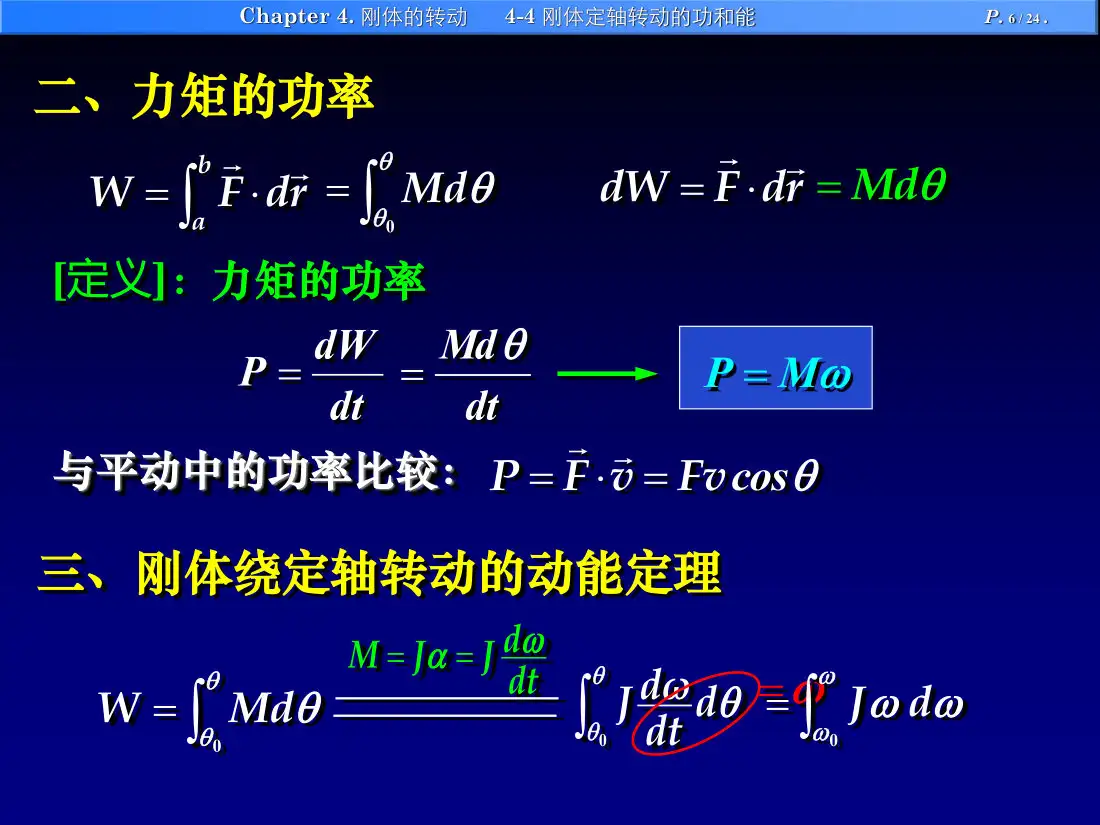 Chapter 4. 刚体的转动 4-4 刚体定轴转动的功和能 P. 6 / 24 .
二、力矩的功率
W = ∫_a^b F⃗ · dr⃗ = ∫_{θ₀}^θ Mdθ dW = F⃗ · dr⃗ = Mdθ
[定义]：力矩的功率
P = dW/dt = Mdθ/dt → P = Mω
与平动中的功率比较： P = F⃗ · v⃗ = Fv cosθ
三、刚体绕定轴转动的动能定理
M = Jα = J dω/dt
W = ∫_{θ₀}^θ Mdθ ═ ∫_{θ₀}^θ J dω/dt dθ = ω = ∫_{ω₀}^ω Jω dω